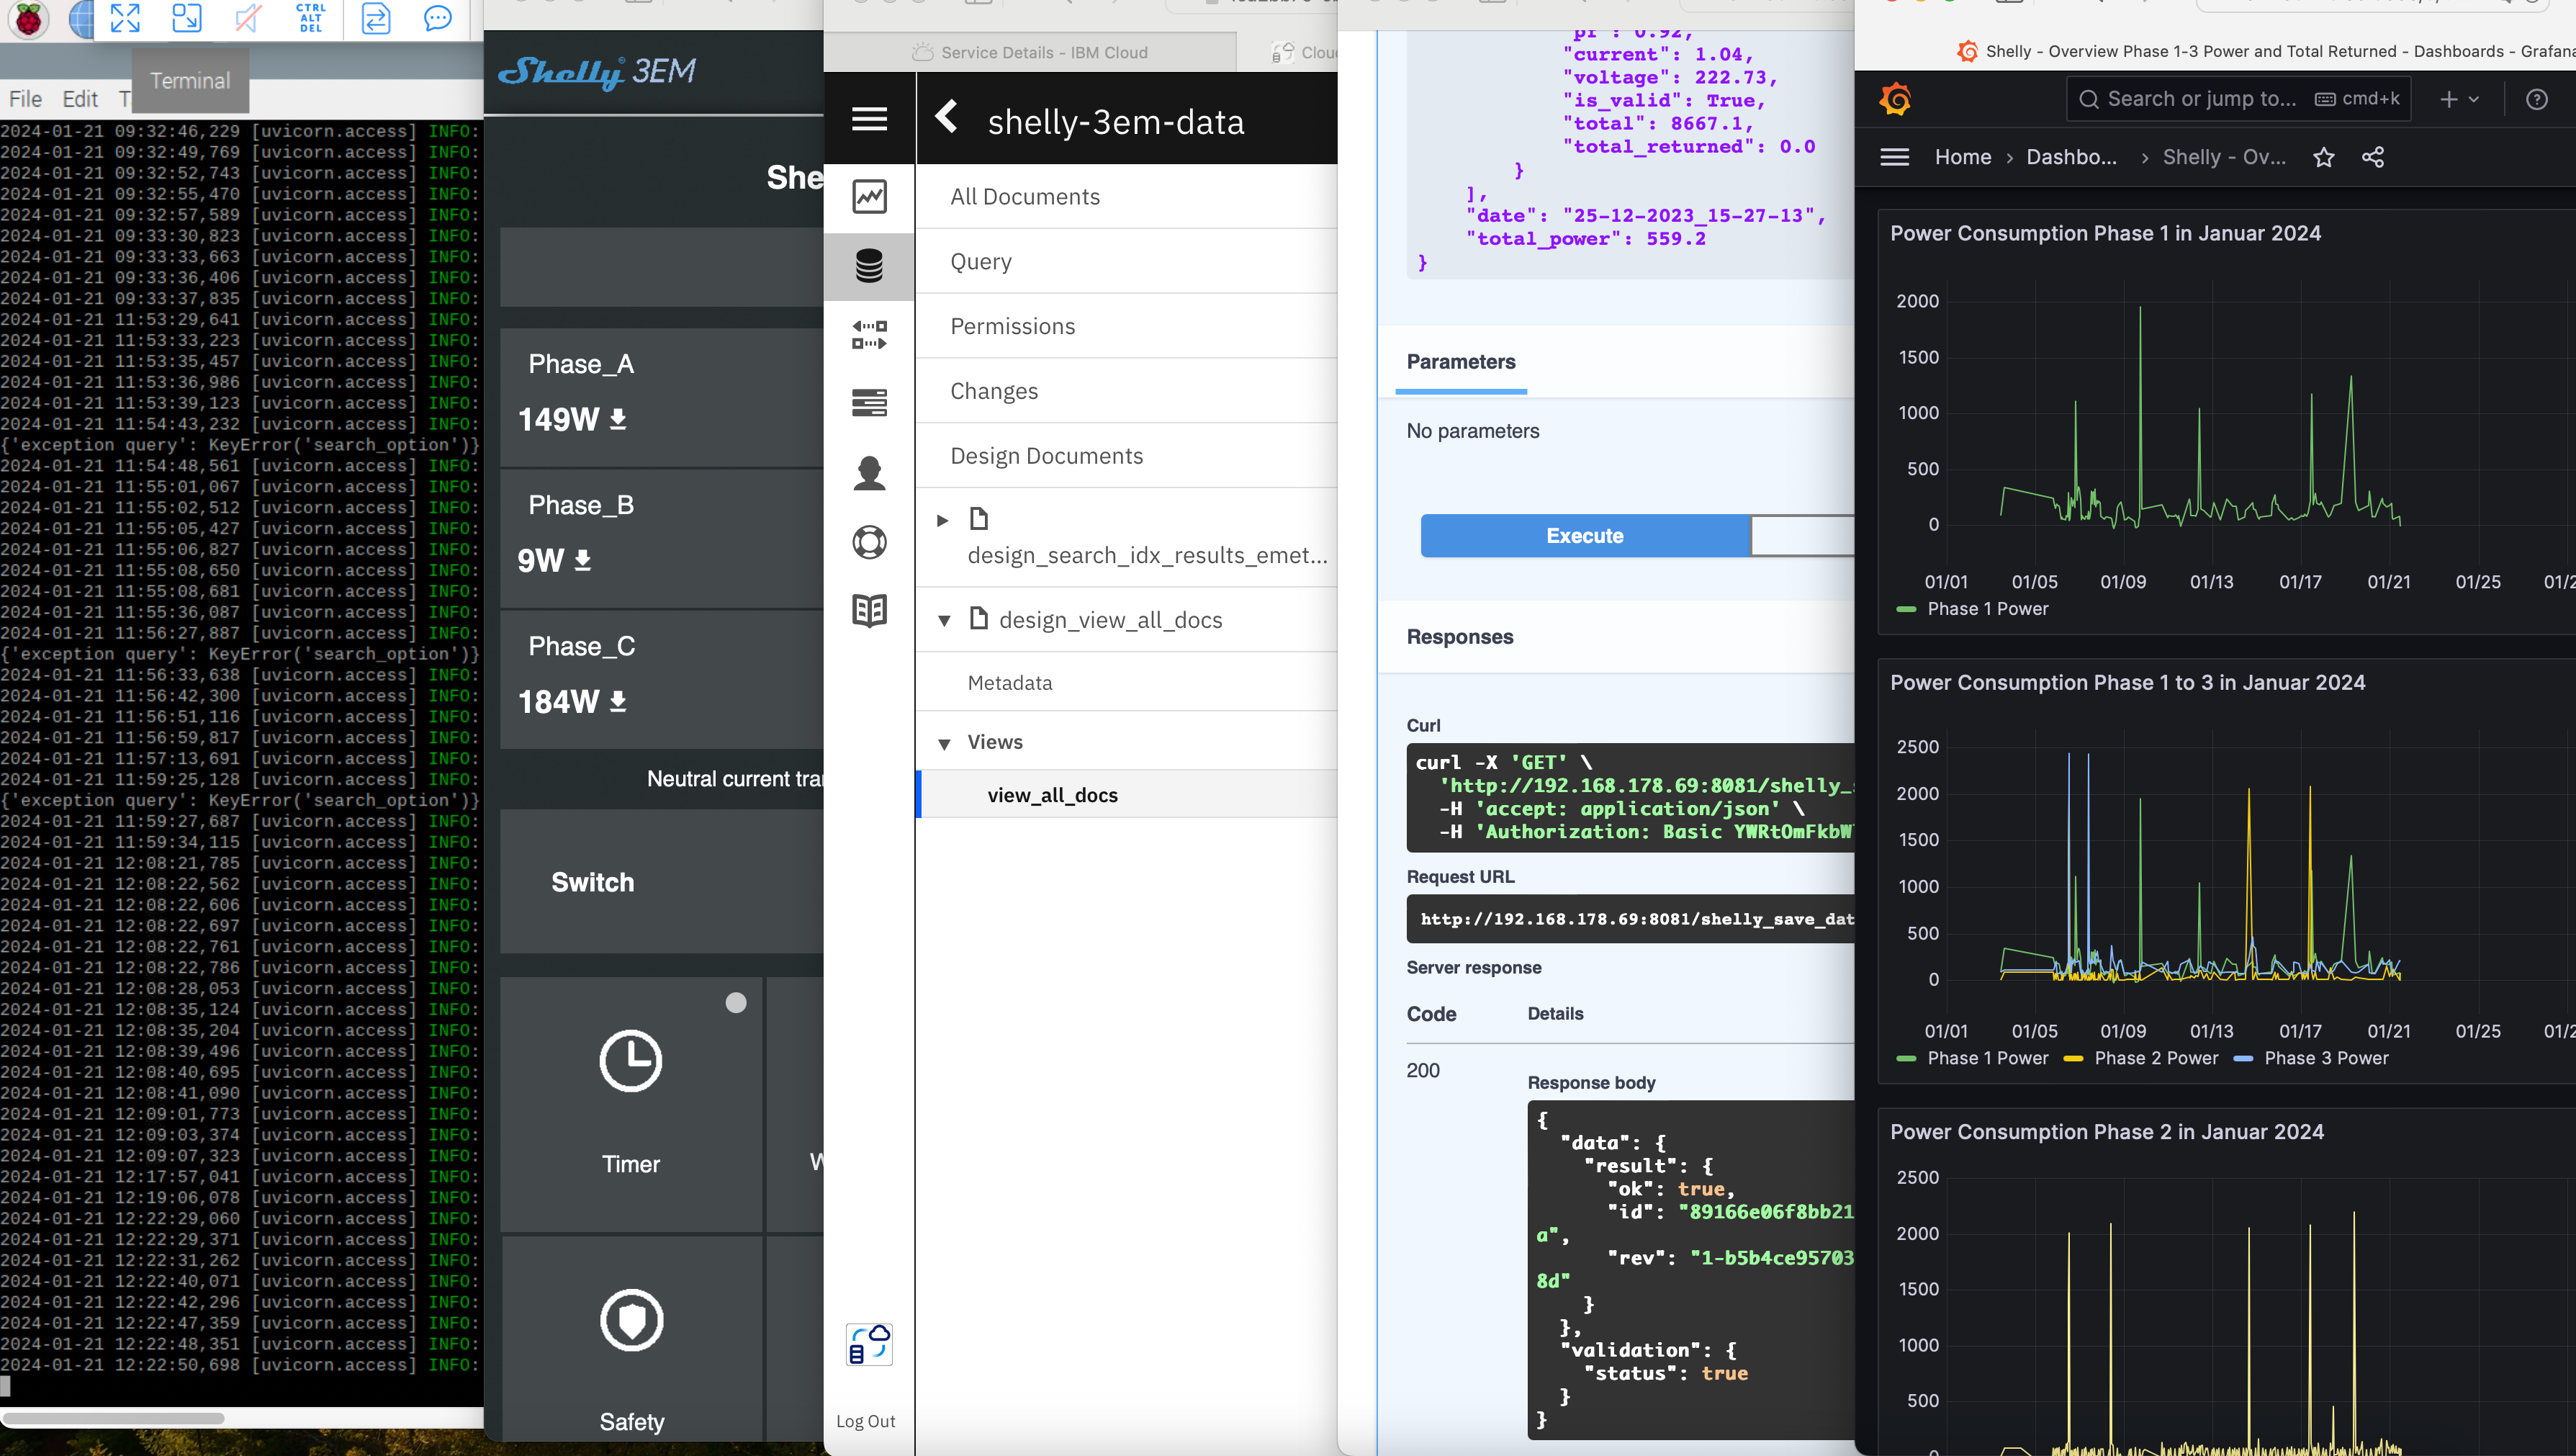 CTRL
ALT
DEL
Terminal
File Edit
2024-01-21 09:32:46,229 [uvicorn.access] INFO:
2024-01-21 09:32:49,769 [uvicorn.access] INFO:
2024-01-21 09:32:52,743 [uvicorn.access] INFO:
2024-01-21 09:32:55,470 [uvicorn.access] INFO:
2024-01-21 09:32:57,589 [uvicorn.access] INFO:
2024-01-21 09:33:30,823 [uvicorn.access] INFO:
2024-01-21 09:33:33,663 [uvicorn.access] INFO:
2024-01-21 09:33:36,406 [uvicorn.access] INFO:
2024-01-21 09:33:37,835 [uvicorn.access] INFO:
2024-01-21 11:53:29,641 [uvicorn.access] INFO:
2024-01-21 11:53:33,223 [uvicorn.access] INFO:
2024-01-21 11:53:35,457 [uvicorn.access] INFO:
2024-01-21 11:53:36,986 [uvicorn.access] INFO:
2024-01-21 11:53:39,123 [uvicorn.access] INFO:
2024-01-21 11:54:43,232 [uvicorn.access] INFO:
{'exception query': KeyError('search_option')}
2024-01-21 11:54:48,561 [uvicorn.access] INFO:
2024-01-21 11:55:01,067 [uvicorn.access] INFO:
2024-01-21 11:55:02,512 [uvicorn.access] INFO:
2024-01-21 11:55:05,427 [uvicorn.access] INFO:
2024-01-21 11:55:06,827 [uvicorn.access] INFO:
2024-01-21 11:55:08,650 [uvicorn.access] INFO:
2024-01-21 11:55:08,681 [uvicorn.access] INFO:
2024-01-21 11:55:36,087 [uvicorn.access] INFO:
2024-01-21 11:56:27,887 [uvicorn.access] INFO:
{'exception query': KeyError('search_option')}
2024-01-21 11:56:33,638 [uvicorn.access] INFO:
2024-01-21 11:56:42,300 [uvicorn.access] INFO:
2024-01-21 11:56:51,116 [uvicorn.access] INFO:
2024-01-21 11:56:59,817 [uvicorn.access] INFO:
2024-01-21 11:57:13,691 [uvicorn.access] INFO:
2024-01-21 11:59:25,128 [uvicorn.access] INFO:
{'exception query': KeyError('search_option')}
2024-01-21 11:59:27,687 [uvicorn.access] INFO:
2024-01-21 11:59:34,115 [uvicorn.access] INFO:
2024-01-21 12:08:21,785 [uvicorn.access] INFO:
2024-01-21 12:08:22,562 [uvicorn.access] INFO:
2024-01-21 12:08:22,606 [uvicorn.access] INFO:
2024-01-21 12:08:22,697 [uvicorn.access] INFO:
2024-01-21 12:08:22,761 [uvicorn.access] INFO:
2024-01-21 12:08:22,786 [uvicorn.access] INFO:
2024-01-21 12:08:28,053 [uvicorn.access] INFO:
2024-01-21 12:08:35,124 [uvicorn.access] INFO:
2024-01-21 12:08:35,204 [uvicorn.access] INFO:
2024-01-21 12:08:39,496 [uvicorn.access] INFO:
2024-01-21 12:08:40,695 [uvicorn.access] INFO:
2024-01-21 12:08:41,090 [uvicorn.access] INFO:
2024-01-21 12:09:01,773 [uvicorn.access] INFO:
2024-01-21 12:09:03,374 [uvicorn.access] INFO:
2024-01-21 12:09:07,323 [uvicorn.access] INFO:
2024-01-21 12:17:57,041 [uvicorn.access] INFO:
2024-01-21 12:19:06,078 [uvicorn.access] INFO:
2024-01-21 12:22:29,060 [uvicorn.access] INFO:
2024-01-21 12:22:29,371 [uvicorn.access] INFO:
2024-01-21 12:22:31,262 [uvicorn.access] INFO:
2024-01-21 12:22:40,071 [uvicorn.access] INFO:
2024-01-21 12:22:42,296 [uvicorn.access] INFO:
2024-01-21 12:22:47,359 [uvicorn.access] INFO:
2024-01-21 12:22:48,351 [uvicorn.access] INFO:
2024-01-21 12:22:50,698 [uvicorn.access] INFO:
Shelly 3EM
She
Phase_A
149W
Phase_B
9W
Phase_C
184W
Neutral current tra
Switch
Timer
Safety
Service Details - IBM Cloud
Clou
shelly-3em-data
All Documents
Query
Permissions
Changes
Design Documents
design_search_idx_results_emet...
design_view_all_docs
Metadata
Views
view_all_docs
Log Out
"pf": 0.92,
"current": 1.04,
"voltage": 222.73,
"is_valid": True,
"total": 8667.1,
"total_returned": 0.0
}
],
"date": "25-12-2023_15-27-13",
"total_power": 559.2
}
Parameters
No parameters
Execute
Responses
Curl
curl -X 'GET' \
'http://192.168.178.69:8081/shelly_s
-H 'accept: application/json' \
-H 'Authorization: Basic YWRtOmFkbW
Request URL
http://192.168.178.69:8081/shelly_save_dat
Server response
Code Details
200
Response body
{
"data": {
"result": {
"ok": true,
"id": "89166e06f8bb21
a",
"rev": "1-b5b4ce95703
8d"
}
},
"validation": {
"status": true
}
}
Shelly - Overview Phase 1-3 Power and Total Returned - Dashboards - Grafana
Search or jump to... cmd+k
Home › Dashbo... › Shelly - Ov...
Power Consumption Phase 1 in Januar 2024
2000
1500
1000
500
0
01/01 01/05 01/09 01/13 01/17 01/21 01/25 01/2
Phase 1 Power
Power Consumption Phase 1 to 3 in Januar 2024
2500
2000
1500
1000
500
0
01/01 01/05 01/09 01/13 01/17 01/21 01/25 01/2
Phase 1 Power Phase 2 Power Phase 3 Power
Power Consumption Phase 2 in Januar 2024
2500
2000
1500
1000
500
0